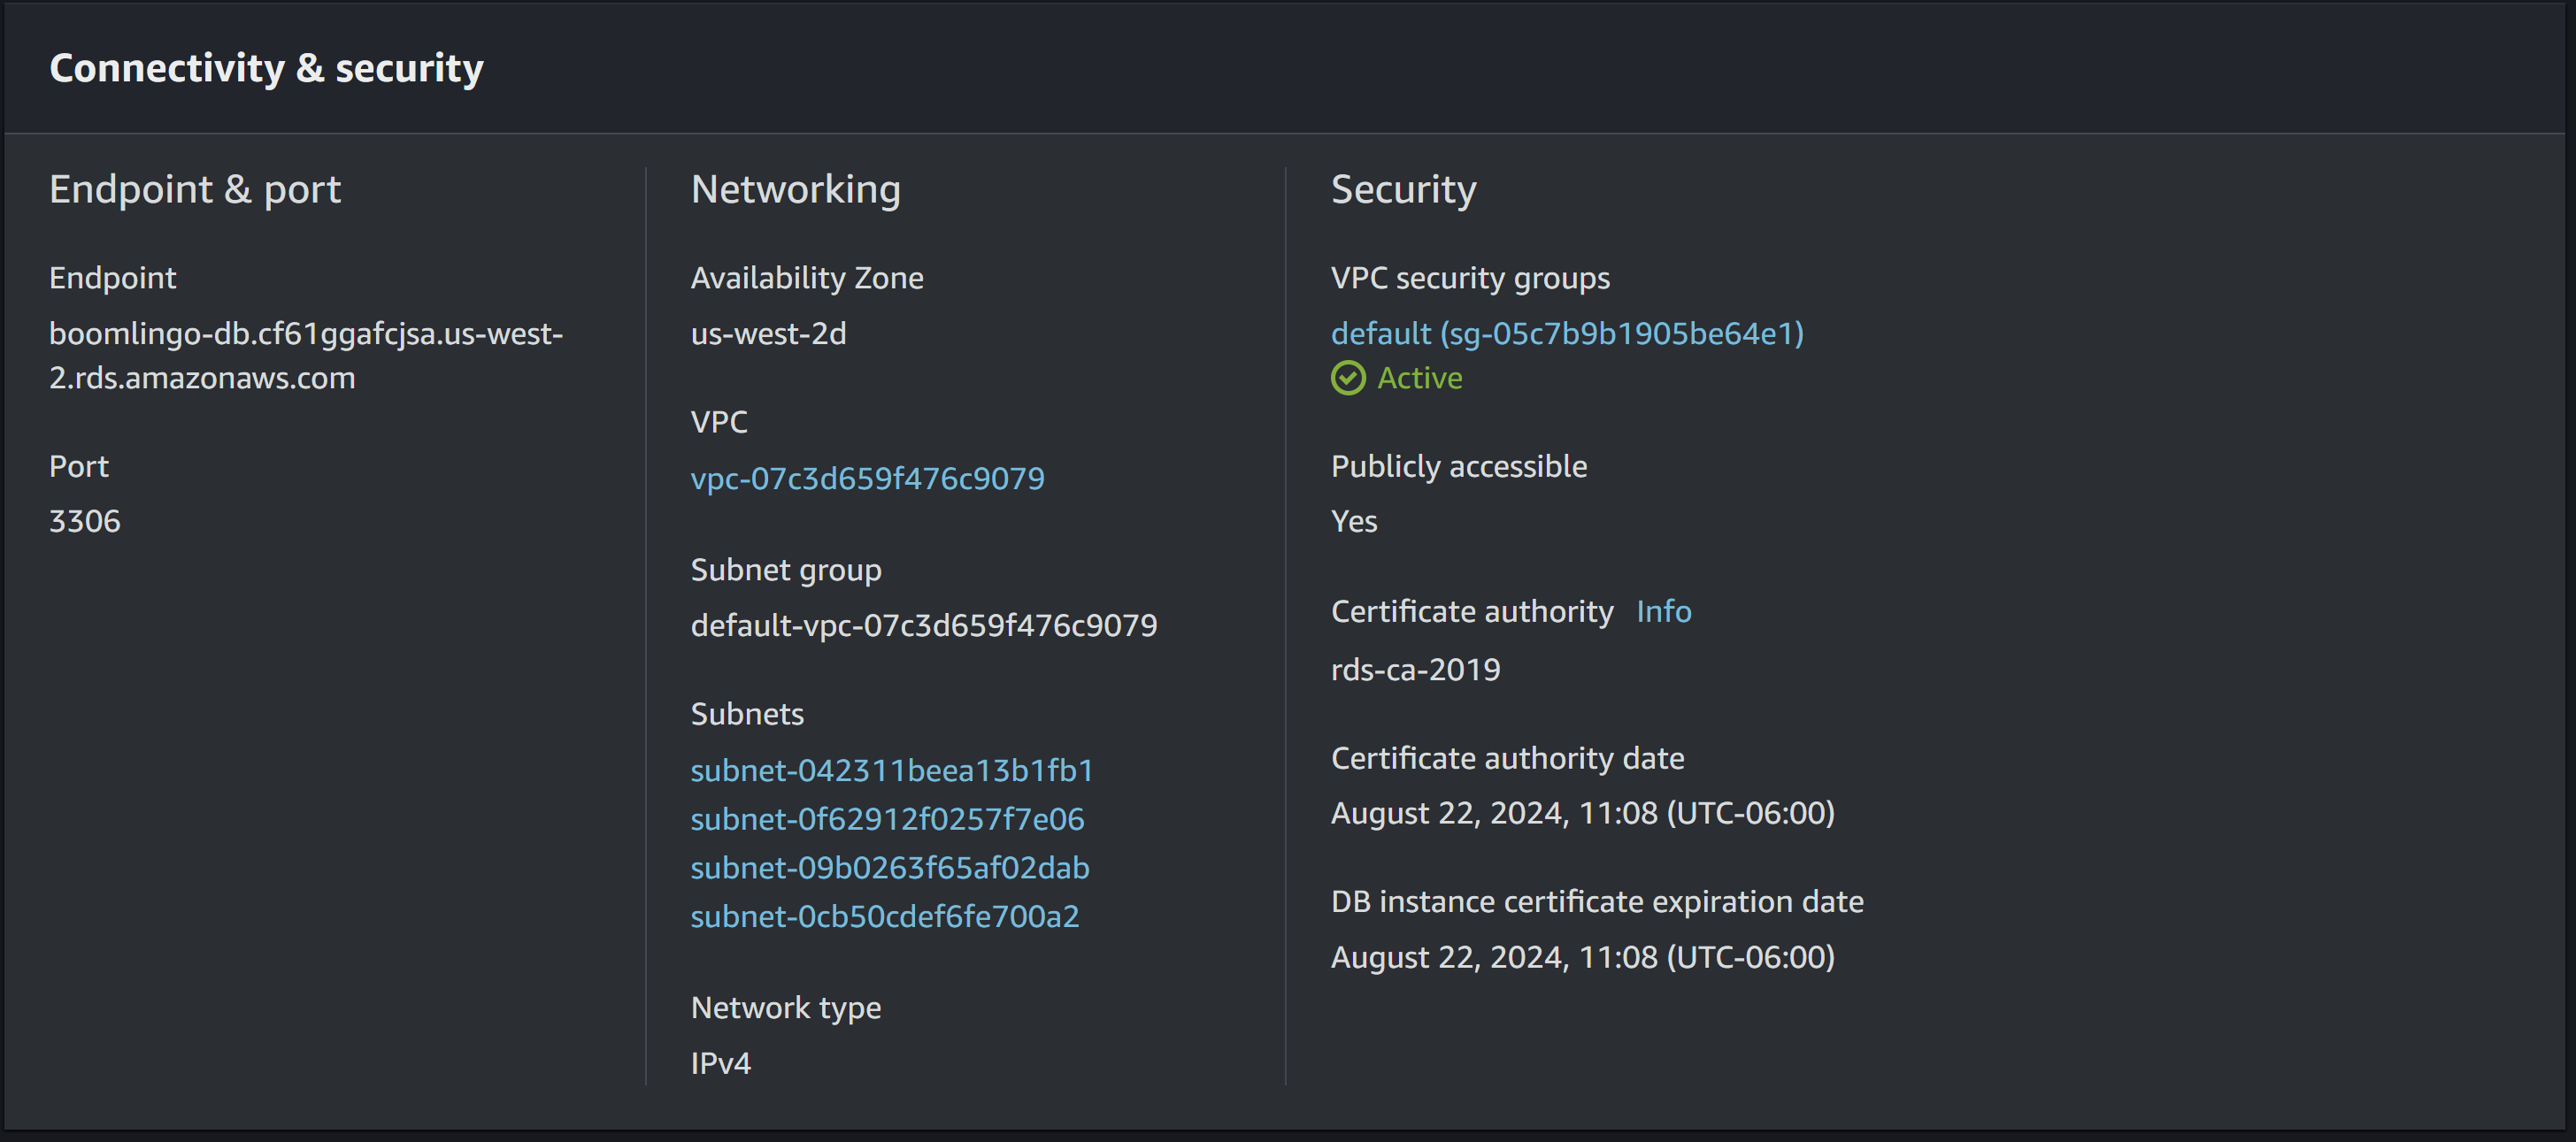 Connectivity & security
Endpoint & port
Endpoint
boomlingo-db.cf61ggafcjsa.us-west-
2.rds.amazonaws.com
Port
3306
Networking
Availability Zone
us-west-2d
VPC
vpc-07c3d659f476c9079
Subnet group
default-vpc-07c3d659f476c9079
Subnets
subnet-042311beea13b1fb1
subnet-0f62912f0257f7e06
subnet-09b0263f65af02dab
subnet-0cb50cdef6fe700a2
Network type
IPv4
Security
VPC security groups
default (sg-05c7b9b1905be64e1)
Active
Publicly accessible
Yes
Certificate authority Info
rds-ca-2019
Certificate authority date
August 22, 2024, 11:08 (UTC-06:00)
DB instance certificate expiration date
August 22, 2024, 11:08 (UTC-06:00)